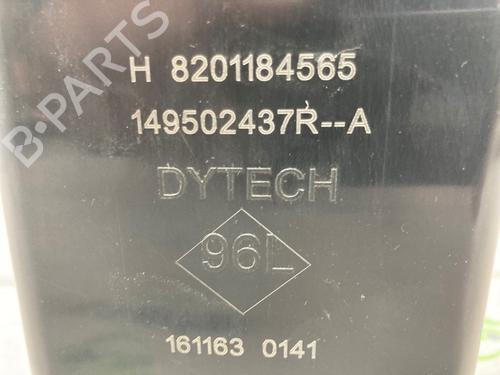 H 8201184565
149502437R--A
DYTECH
96L
161163 0141
B-PARTS